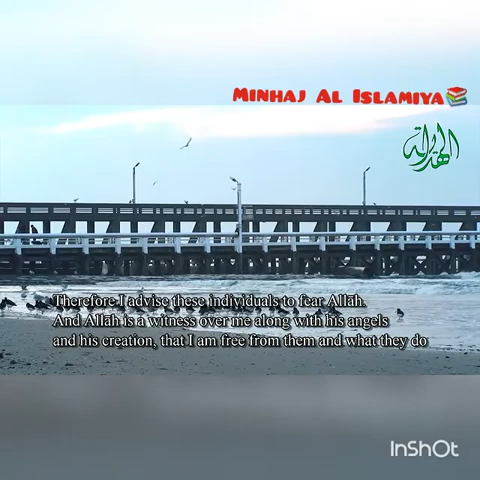 Minhaj Al Islamiya
الهداية
Therefore I advise these individuals to fear Allāh.
And Allāh is a witness over me along with his angels
and his creation, that I am free from them and what they do
InShOt